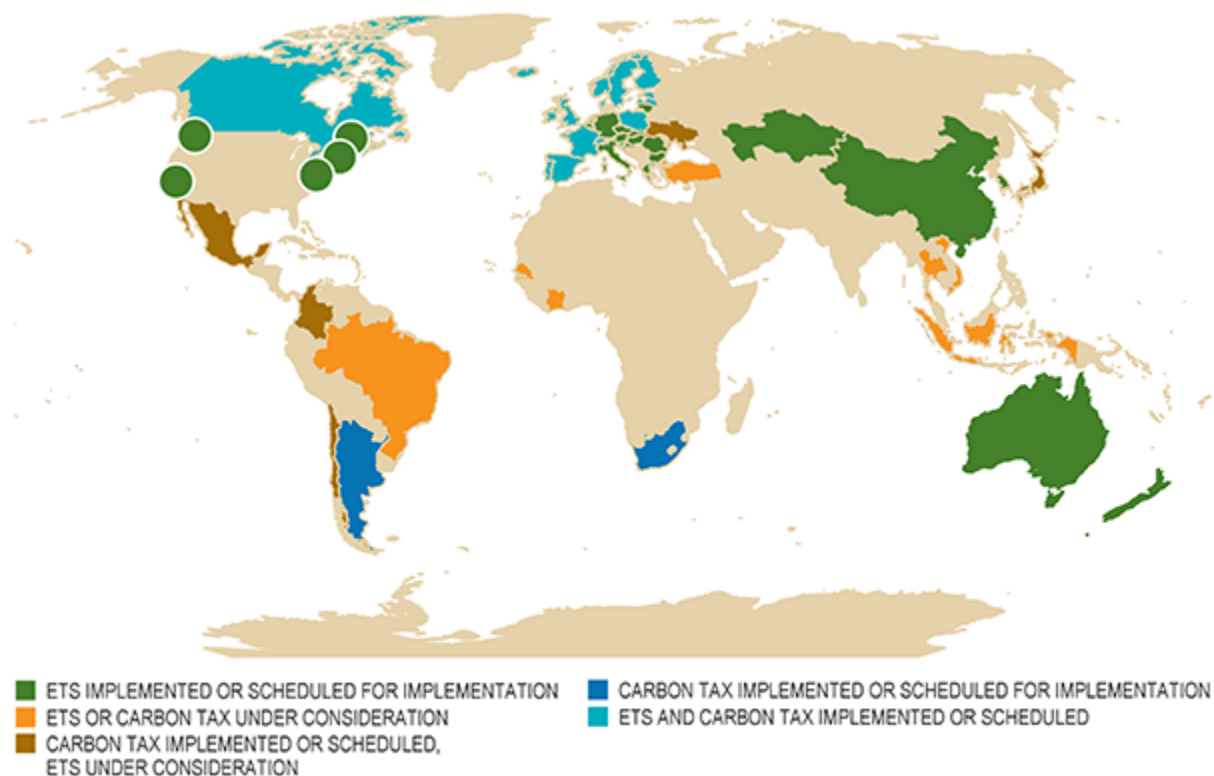 ETS IMPLEMENTED OR SCHEDULED FOR IMPLEMENTATION
ETS OR CARBON TAX UNDER CONSIDERATION
CARBON TAX IMPLEMENTED OR SCHEDULED,
ETS UNDER CONSIDERATION
CARBON TAX IMPLEMENTED OR SCHEDULED FOR IMPLEMENTATION
ETS AND CARBON TAX IMPLEMENTED OR SCHEDULED